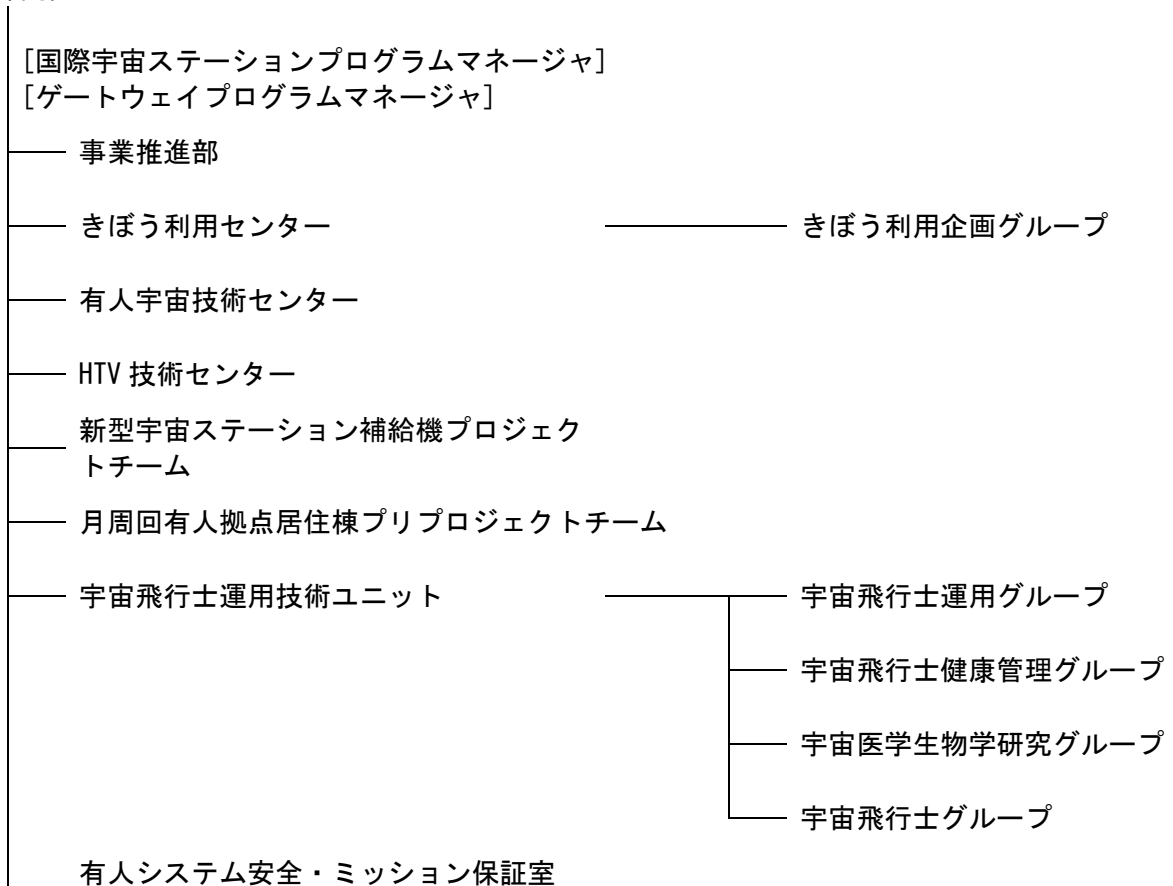 [国際宇宙ステーションプログラムマネージャ]
[ゲートウェイプログラムマネージャ]
事業推進部
きぼう利用センター
きぼう利用企画グループ
有人宇宙技術センター
HTV 技術センター
新型宇宙ステーション補給機プロジェク
トチーム
月周回有人拠点居住棟プリプロジェクトチーム
宇宙飛行士運用技術ユニット
宇宙飛行士運用グループ
宇宙飛行士健康管理グループ
宇宙医学生物学研究グループ
宇宙飛行士グループ
有人システム安全・ミッション保証室